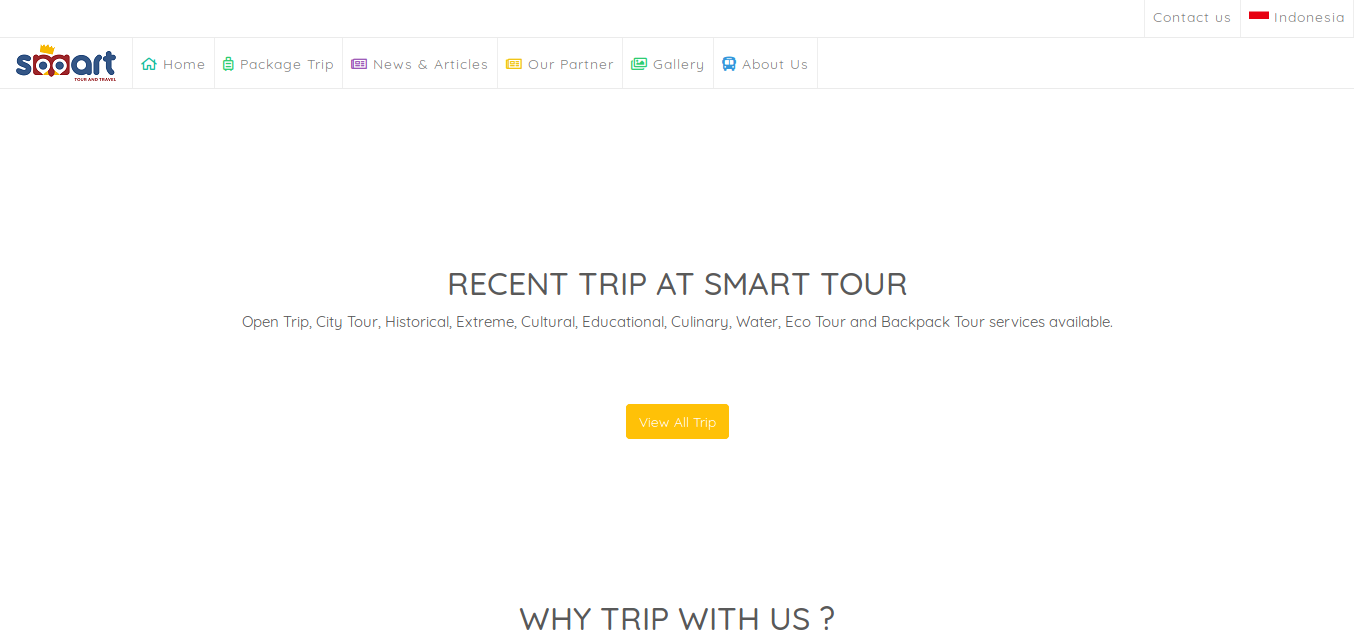 Contact us
Indonesia
smart
TOUR AND TRAVEL
Home
Package Trip
News & Articles
Our Partner
Gallery
About Us
RECENT TRIP AT SMART TOUR
Open Trip, City Tour, Historical, Extreme, Cultural, Educational, Culinary, Water, Eco Tour and Backpack Tour services available.
View All Trip
WHY TRIP WITH US ?